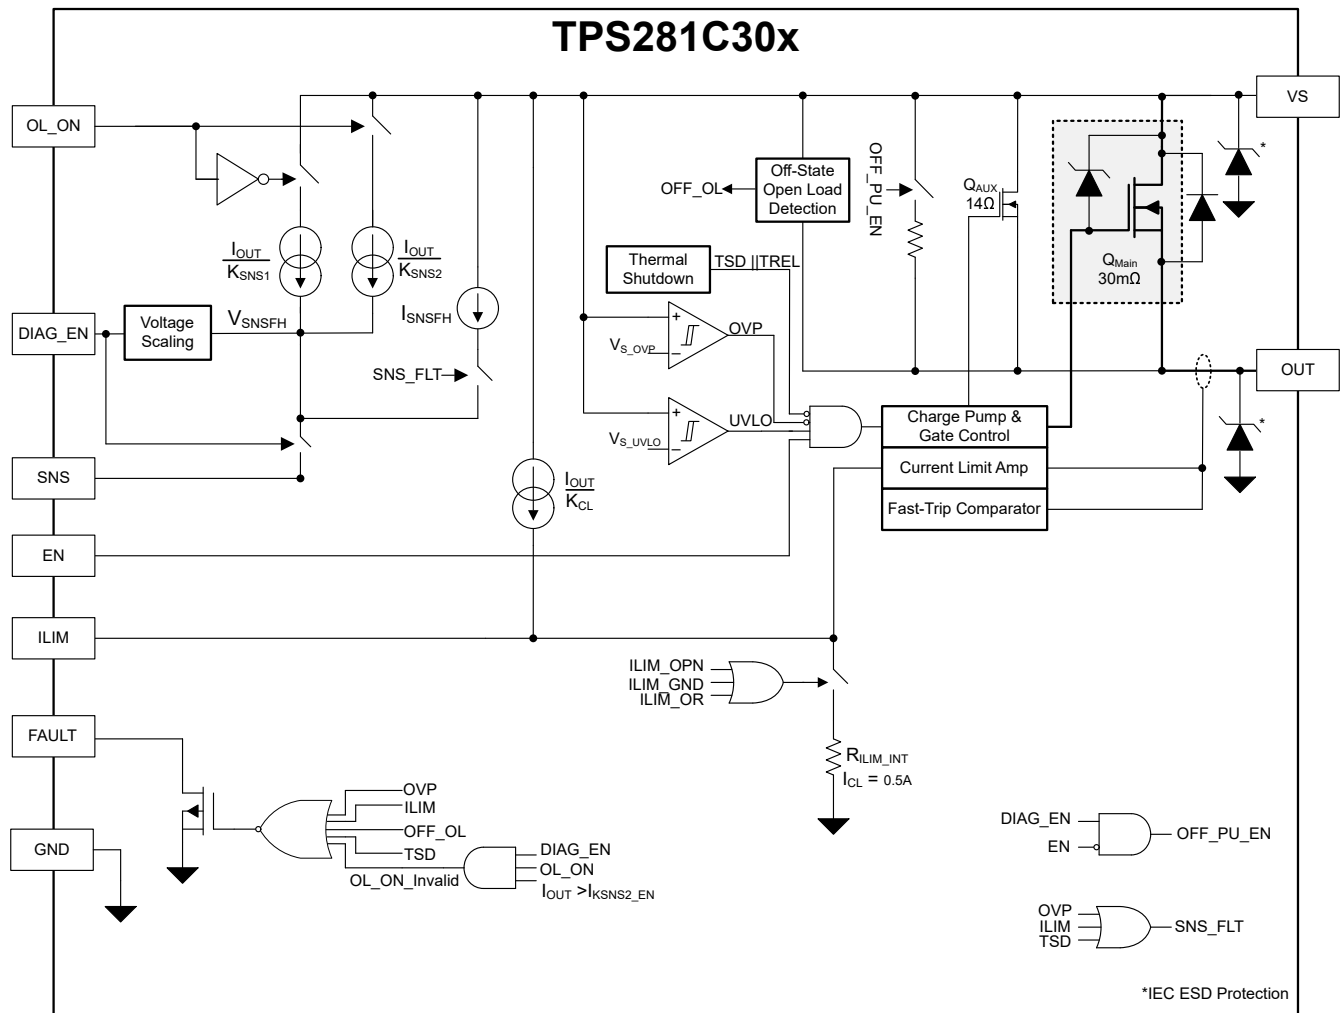 TPS281C30x
VS
OL_ON
OFF_OL
Off-State
Open Load
Detection
OFF_PU_EN
QAUX
14Ω
*
IOUT
KSNS1
IOUT
KSNS2
Thermal
Shutdown
TSD ||TREL
QMain
30mΩ
DIAG_EN
Voltage
Scaling
VSNSFH
ISNSFH
+
OVP
VS_OVP
−
SNS_FLT
OUT
+
UVLO
VS_UVLO
−
Charge Pump &
Gate Control
*
SNS
IOUT
KCL
Current Limit Amp
Fast-Trip Comparator
EN
ILIM
ILIM_OPN
ILIM_GND
ILIM_OR
FAULT
RILIM_INT
ICL = 0.5A
OVP
ILIM
OFF_OL
TSD
OL_ON_Invalid
DIAG_EN
OL_ON
IOUT >IKSNS2_EN
GND
DIAG_EN
EN
OFF_PU_EN
OVP
ILIM
TSD
SNS_FLT
*IEC ESD Protection